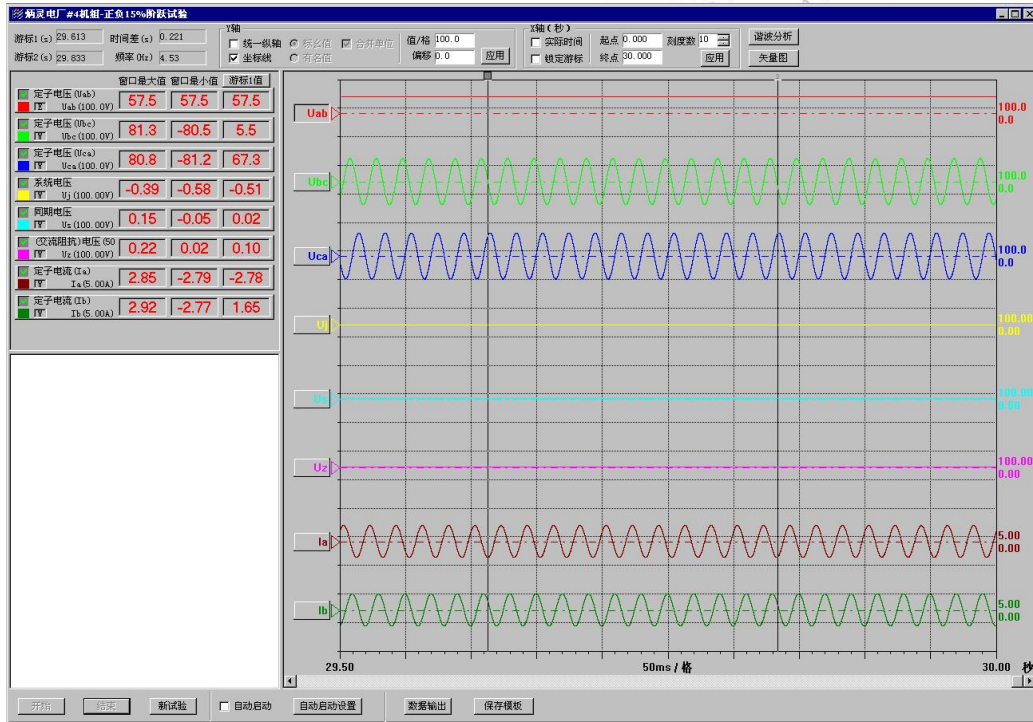 炳灵电厂#4机组-正负15%阶跃试验
游标1(s) 29.613 时间差(s) 0.221
游标2(s) 29.833 频率(Hz) 4.53
Y轴
统一纵轴 标幺值 合并单位 值/格 100.0
坐标线 有名值 偏移 0.0 应用
X轴(秒)
实际时间 起点 0.000 刻度数 10
锁定游标 终点 30.000 应用
谐波分析
矢量图
窗口最大值 窗口最小值 游标1值
定子电压(Uab)
Uab(100.0V) 57.5 57.5 57.5
定子电压(Ubc)
Ubc(100.0V) 81.3 -80.5 5.5
定子电压(Uca)
Uca(100.0V) 80.8 -81.2 67.3
系统电压
Uj(100.00V) -0.39 -0.58 -0.51
同期电压
Us(100.00V) 0.15 -0.05 0.02
(交流阻抗)电压(50
Uz(100.00V) 0.22 0.02 0.10
定子电流(Ia)
Ia(5.00A) 2.85 -2.79 -2.78
定子电流(Ib)
Ib(5.00A) 2.92 -2.77 1.65
Uab 100.0
0.0
Ubc 100.0
0.0
Uca 100.0
0.0
Uj 100.00
0.00
Us 100.00
0.00
Uz 100.00
0.00
Ia 5.00
0.00
Ib 5.00
0.00
29.50 50ms/格 30.00 秒
开始 结束 新试验 自动启动 自动启动设置 数据输出 保存模板